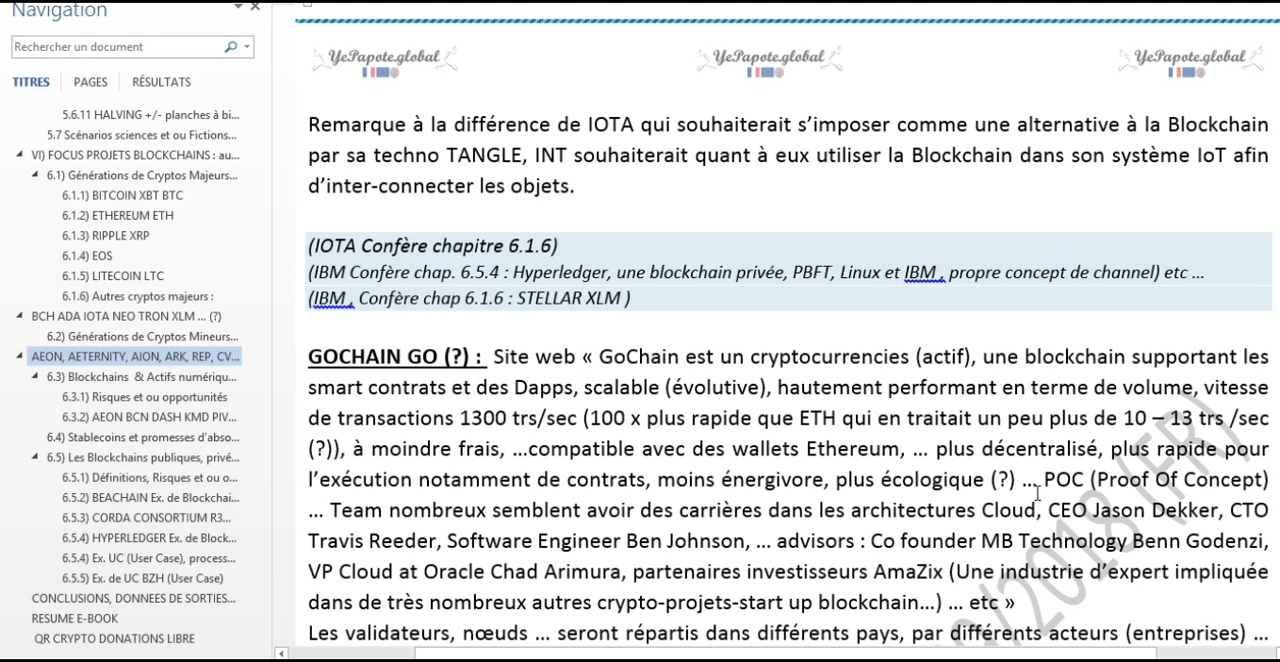 Navigation
Rechercher un document
TITRES PAGES RÉSULTATS
5.6.11 HALVING +/- planches à bi...
5.7 Scénarios sciences et ou Fictions...
VI) FOCUS PROJETS BLOCKCHAINS : au...
6.1) Générations de Cryptos Majeurs...
6.1.1) BITCOIN XBT BTC
6.1.2) ETHEREUM ETH
6.1.3) RIPPLE XRP
6.1.4) EOS
6.1.5) LITECOIN LTC
6.1.6) Autres cryptos majeurs :
BCH ADA IOTA NEO TRON XLM ... (?)
6.2) Générations de Cryptos Mineurs...
AEON, AETERNITY, AION, ARK, REP, CV...
6.3) Blockchains & Actifs numériqu...
6.3.1) Risques et ou opportunités
6.3.2) AEON BCN DASH KMD PIV...
6.4) Stablecoins et promesses d'abso...
6.5) Les Blockchains publiques, privé...
6.5.1) Définitions, Risques et ou o...
6.5.2) BEACHAIN Ex. de Blockchai...
6.5.3) CORDA CONSORTIUM R3...
6.5.4) HYPERLEDGER Ex. de Block...
6.5.4) Ex. UC (User Case), process...
6.5.5) Ex. de UC BZH (User Case)
CONCLUSIONS, DONNEES DE SORTIES...
RESUME E-BOOK
QR CRYPTO DONATIONS LIBRE
YePapote.global YePapote.global YePapote.global
Remarque à la différence de IOTA qui souhaiterait s'imposer comme une alternative à la Blockchain
par sa techno TANGLE, INT souhaiterait quant à eux utiliser la Blockchain dans son système IoT afin
d'inter-connecter les objets.
(IOTA Confère chapitre 6.1.6)
(IBM Confère chap. 6.5.4 : Hyperledger, une blockchain privée, PBFT, Linux et IBM , propre concept de channel) etc ...
(IBM , Confère chap 6.1.6 : STELLAR XLM )
GOCHAIN GO (?) : Site web « GoChain est un cryptocurrencies (actif), une blockchain supportant les
smart contrats et des Dapps, scalable (évolutive), hautement performant en terme de volume, vitesse
de transactions 1300 trs/sec (100 x plus rapide que ETH qui en traitait un peu plus de 10 – 13 trs /sec
(?)), à moindre frais, ...compatible avec des wallets Ethereum, ... plus décentralisé, plus rapide pour
l'exécution notamment de contrats, moins énergivore, plus écologique (?) ... POC (Proof Of Concept)
... Team nombreux semblent avoir des carrières dans les architectures Cloud, CEO Jason Dekker, CTO
Travis Reeder, Software Engineer Ben Johnson, ... advisors : Co founder MB Technology Benn Godenzi,
VP Cloud at Oracle Chad Arimura, partenaires investisseurs AmaZix (Une industrie d'expert impliquée
dans de très nombreux autres crypto-projets-start up blockchain...) ... etc »
Les validateurs, nœuds ... seront répartis dans différents pays, par différents acteurs (entreprises) ...
/2018 (FR)